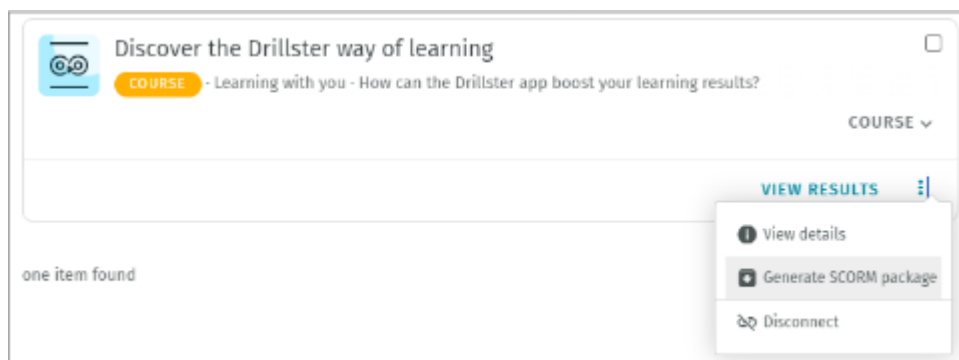 Discover the Drillster way of learning
COURSE - Learning with you - How can the Drillster app boost your learning results?
COURSE
VIEW RESULTS
View details
one item found
Generate SCORM package
Disconnect